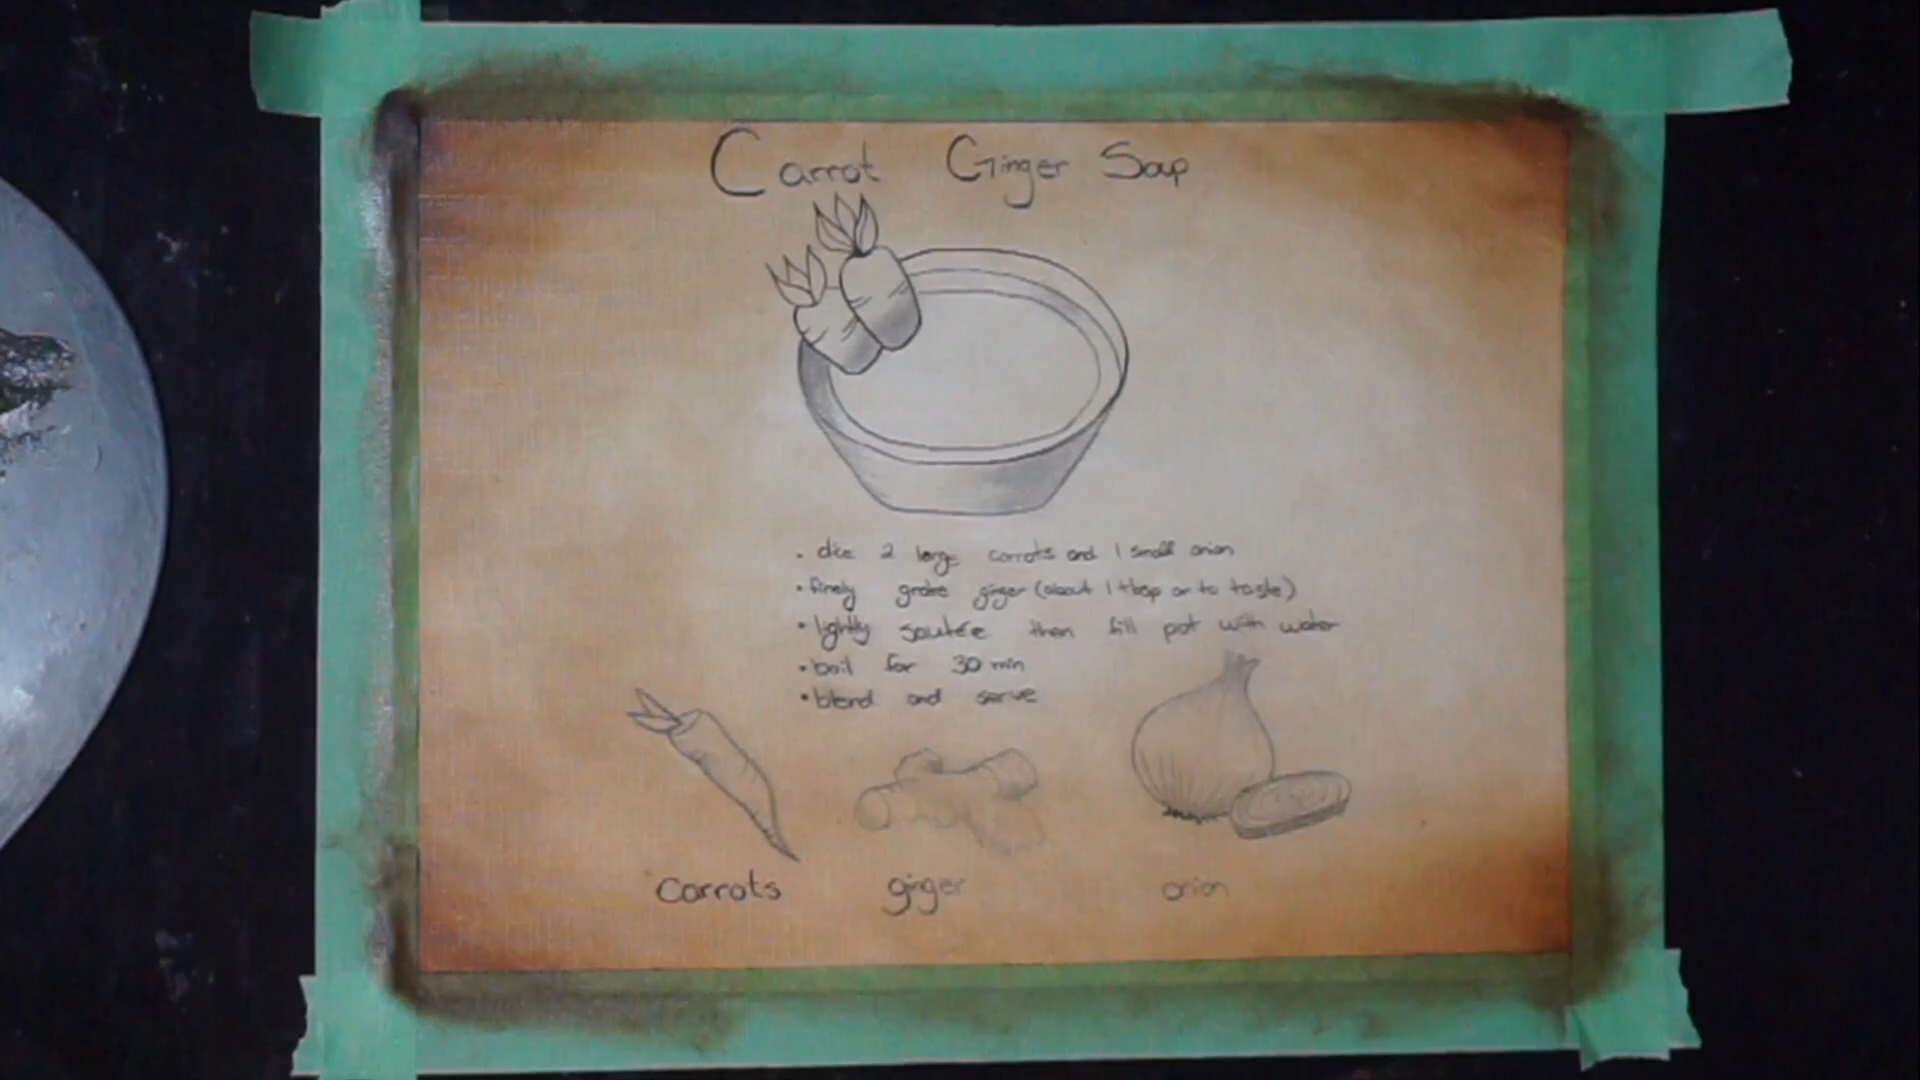 Carrot Ginger Soup
• dice 2 large carrots and 1 small onion
• finely grate ginger (about 1 tbsp or to taste)
• lightly sautée then fill pot with water
• boil for 30 min
• blend and serve
carrots ginger onion